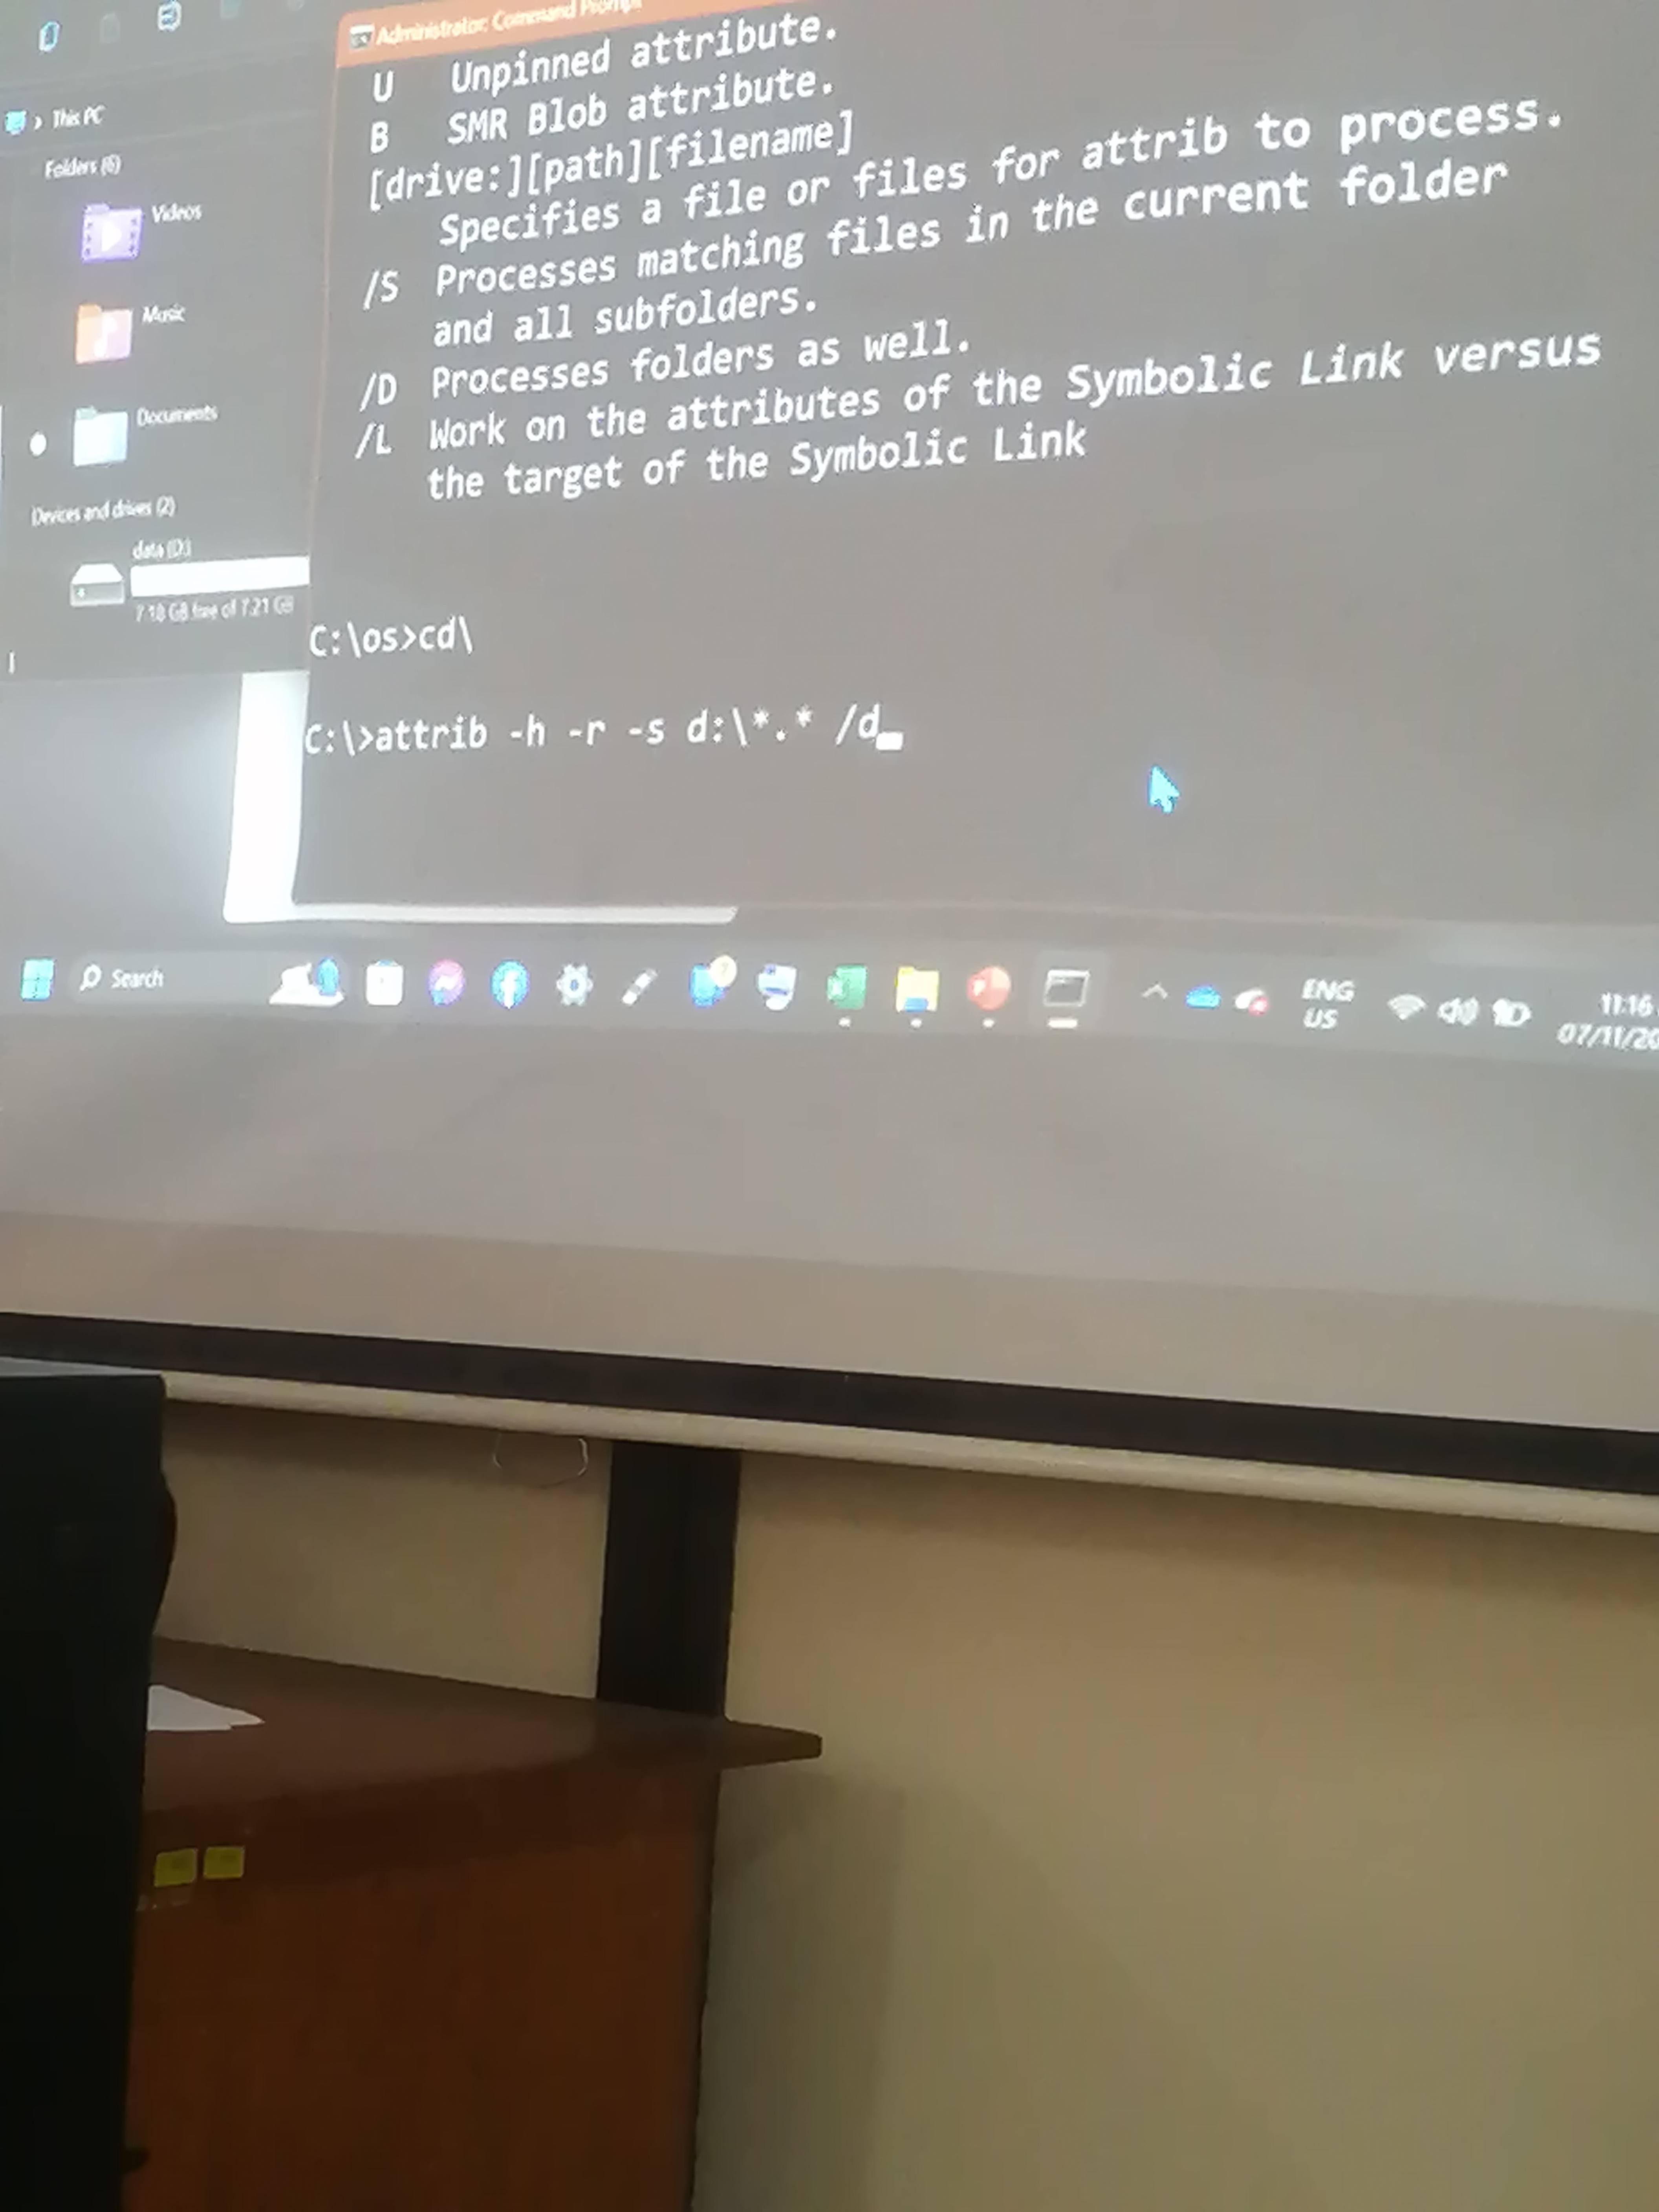 Administrator: Command Prompt
U Unpinned attribute.
B SMR Blob attribute.
[drive:][path][filename]
Specifies a file or files for attrib to process.
/S Processes matching files in the current folder
and all subfolders.
/D Processes folders as well.
/L Work on the attributes of the Symbolic Link versus
the target of the Symbolic Link
C:\os>cd\
C:\>attrib -h -r -s d:\*.* /d
This PC
Folders (6)
Videos
Music
Documents
Devices and drives (2)
data (D:)
7.18 GB free of 7.21 GB
Search
ENG
US
11:16
07/11/20